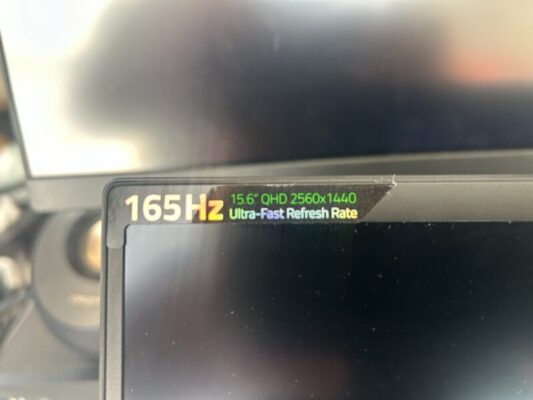 165Hz
15.6" QHD 2560x1440
Ultra-Fast Refresh Rate